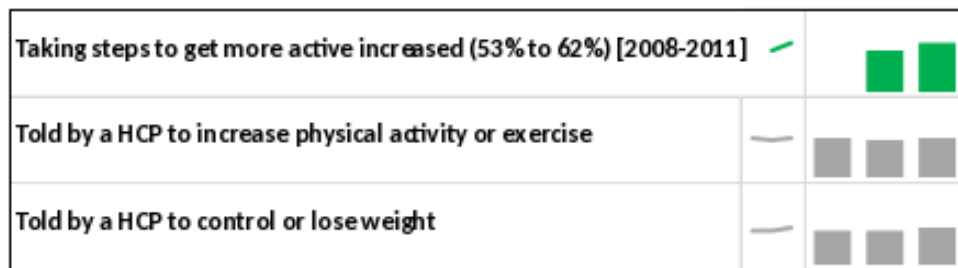 Taking steps to get more active increased (53% to 62%) [2008-2011]
Told by a HCP to increase physical activity or exercise
Told by a HCP to control or lose weight